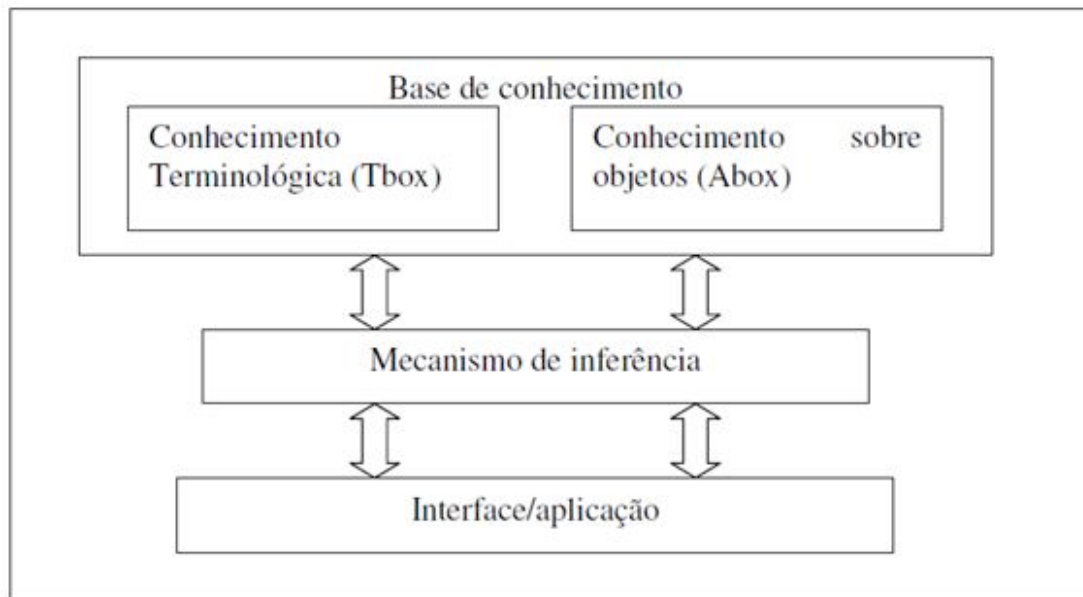 Base de conhecimento
Conhecimento
Terminológica (Tbox)
Conhecimento sobre
objetos (Abox)
Mecanismo de inferência
Interface/aplicação